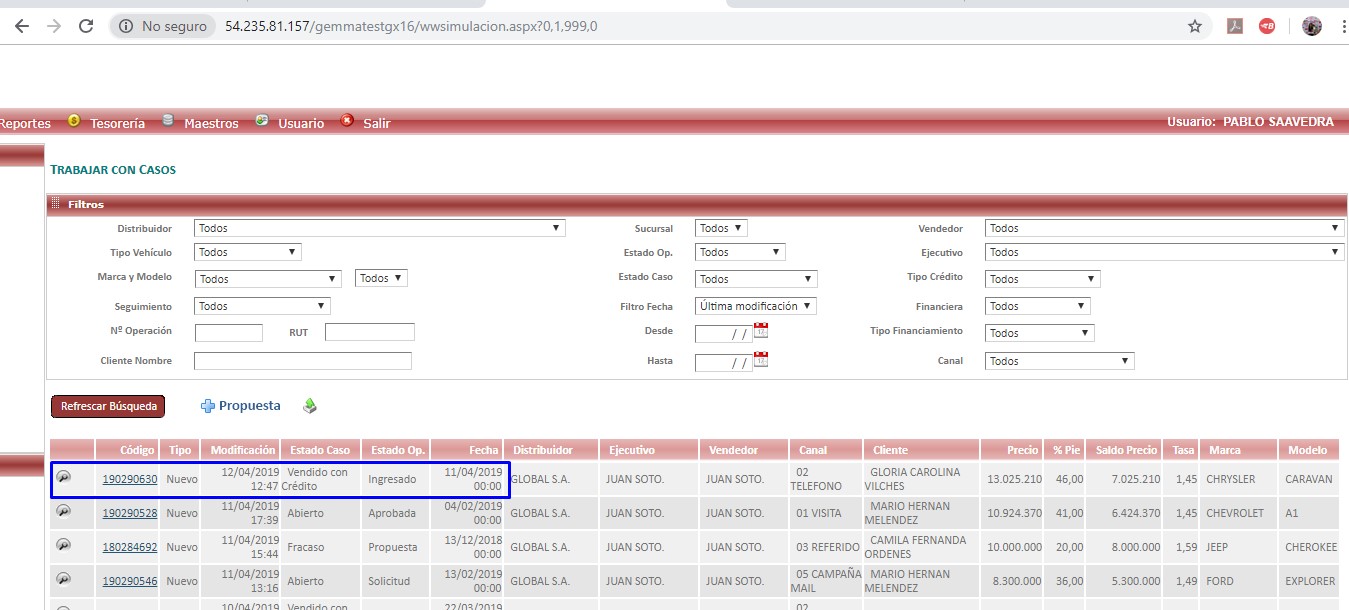 No seguro 54.235.81.157/gemmatestgx16/wwsimulacion.aspx?0,1,999,0
Reportes Tesorería Maestros Usuario Salir Usuario: PABLO SAAVEDRA
TRABAJAR CON CASOS
Filtros
Distribuidor Todos Sucursal Todos Vendedor Todos
Tipo Vehículo Todos Estado Op. Todos Ejecutivo Todos
Marca y Modelo Todos Todos Estado Caso Todos Tipo Crédito Todos
Seguimiento Todos Filtro Fecha Última modificación Financiera Todos
Nº Operación RUT Desde / / Tipo Financiamiento Todos
Cliente Nombre Hasta / / Canal Todos
Refrescar Búsqueda Propuesta
Código Tipo Modificación Estado Caso Estado Op. Fecha Distribuidor Ejecutivo Vendedor Canal Cliente Precio % Pie Saldo Precio Tasa Marca Modelo
12/04/2019 Vendido con 11/04/2019 02 GLORIA CAROLINA
190290630 Nuevo Ingresado GLOBAL S.A. JUAN SOTO. JUAN SOTO. 13.025.210 46,00 7.025.210 1,45 CHRYSLER CARAVAN
12:47 Crédito 00:00 TELEFONO VILCHES
11/04/2019 04/02/2019 MARIO HERNAN
190290528 Nuevo Abierto Aprobada GLOBAL S.A. JUAN SOTO. JUAN SOTO. 01 VISITA 10.924.370 41,00 6.424.370 1,45 CHEVROLET A1
17:39 00:00 MELENDEZ
11/04/2019 13/12/2018 CAMILA FERNANDA
180284692 Nuevo Fracaso Propuesta GLOBAL S.A. JUAN SOTO. JUAN SOTO. 03 REFERIDO 10.000.000 20,00 8.000.000 1,59 JEEP CHEROKEE
15:44 00:00 ORDENES
11/04/2019 13/02/2019 05 CAMPAÑA MARIO HERNAN
190290546 Nuevo Abierto Solicitud GLOBAL S.A. JUAN SOTO. JUAN SOTO. 8.300.000 36,00 5.300.000 1,49 FORD EXPLORER
13:16 00:00 MAIL MELENDEZ
10/04/2019 Vendido con 22/03/2019 02